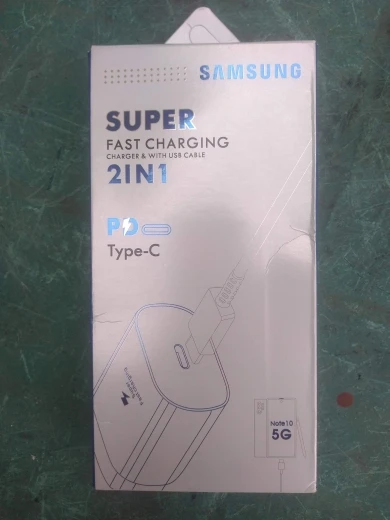 SAMSUNG
SUPER
FAST CHARGING
CHARGER & WITH USB CABLE
2IN1
PD
Type-C
Note10
5G